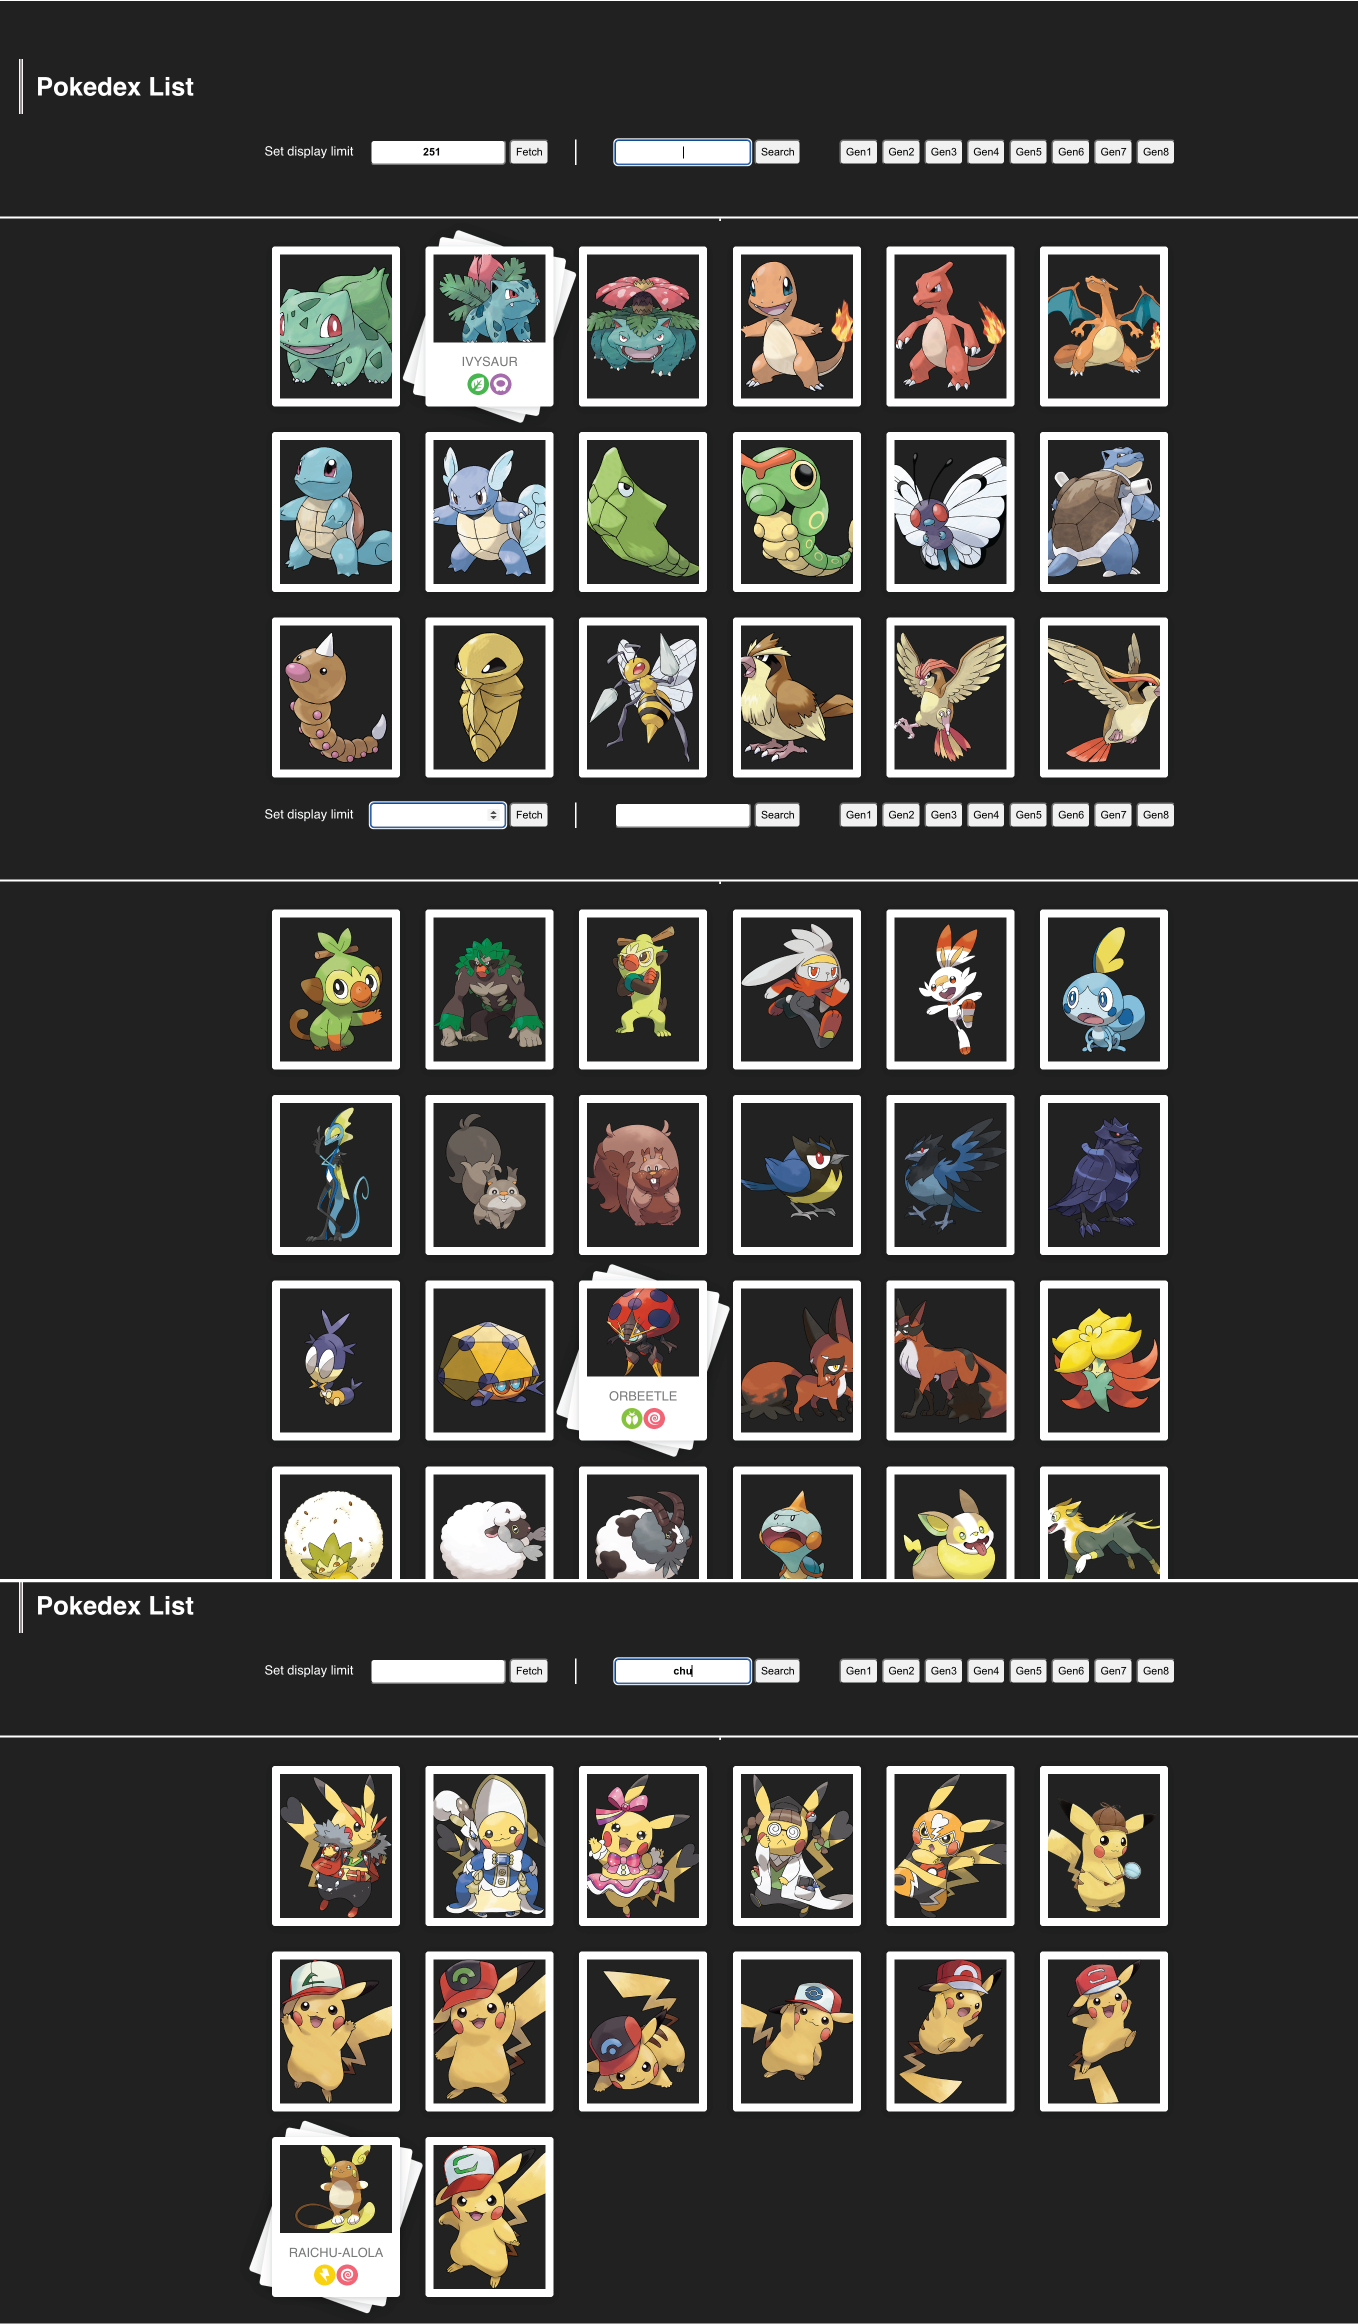 Pokedex List
Set display limit 251 Fetch Search Gen1 Gen2 Gen3 Gen4 Gen5 Gen6 Gen7 Gen8
IVYSAUR
Set display limit Fetch Search Gen1 Gen2 Gen3 Gen4 Gen5 Gen6 Gen7 Gen8
ORBEETLE
Pokedex List
Set display limit Fetch chu Search Gen1 Gen2 Gen3 Gen4 Gen5 Gen6 Gen7 Gen8
RAICHU-ALOLA